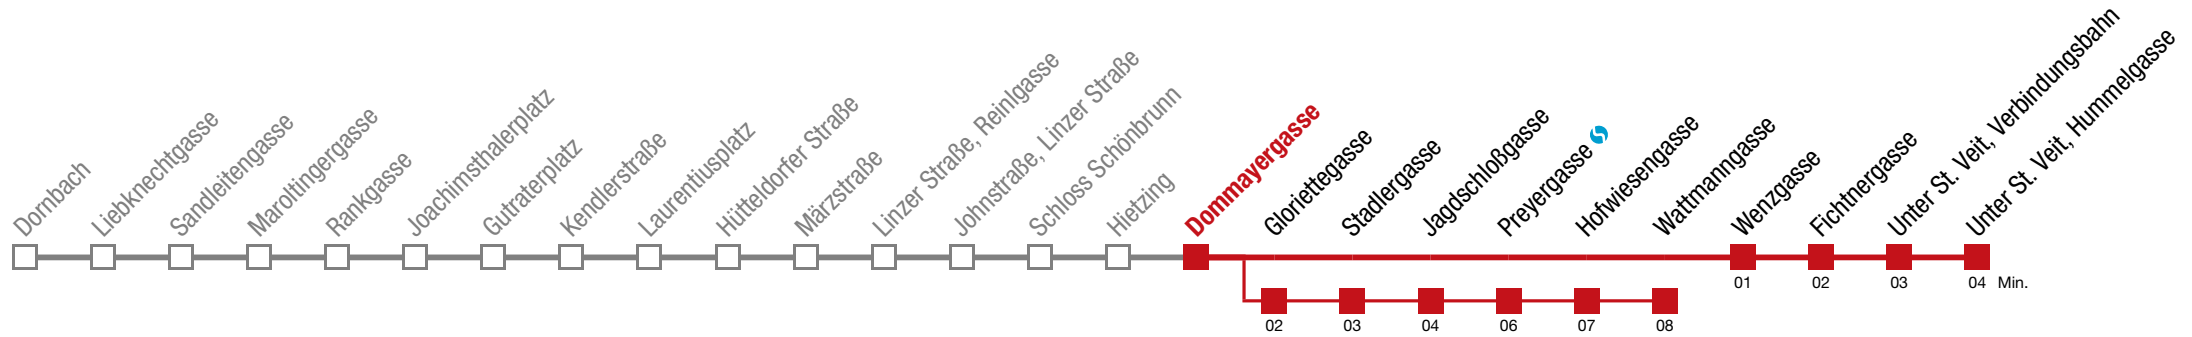 Dornbach
Liebknechtgasse
Sandleitengasse
Maroltingergasse
Rankgasse
Joachimsthalerplatz
Gutraterplatz
Kendlerstraße
Laurentiusplatz
Hütteldorfer Straße
Märzstraße
Linzer Straße, Reinlgasse
Johnstraße, Linzer Straße
Schloss Schönbrunn
Hietzing
Dommayergasse
Gloriettegasse
Stadlergasse
Jagdschloßgasse
Preyergasse
Hofwiesengasse
Wattmanngasse
Wenzgasse
Fichtnergasse
Unter St. Veit, Verbindungsbahn
Unter St. Veit, Hummelgasse
01 02 03 04 Min.
02 03 04 06 07 08